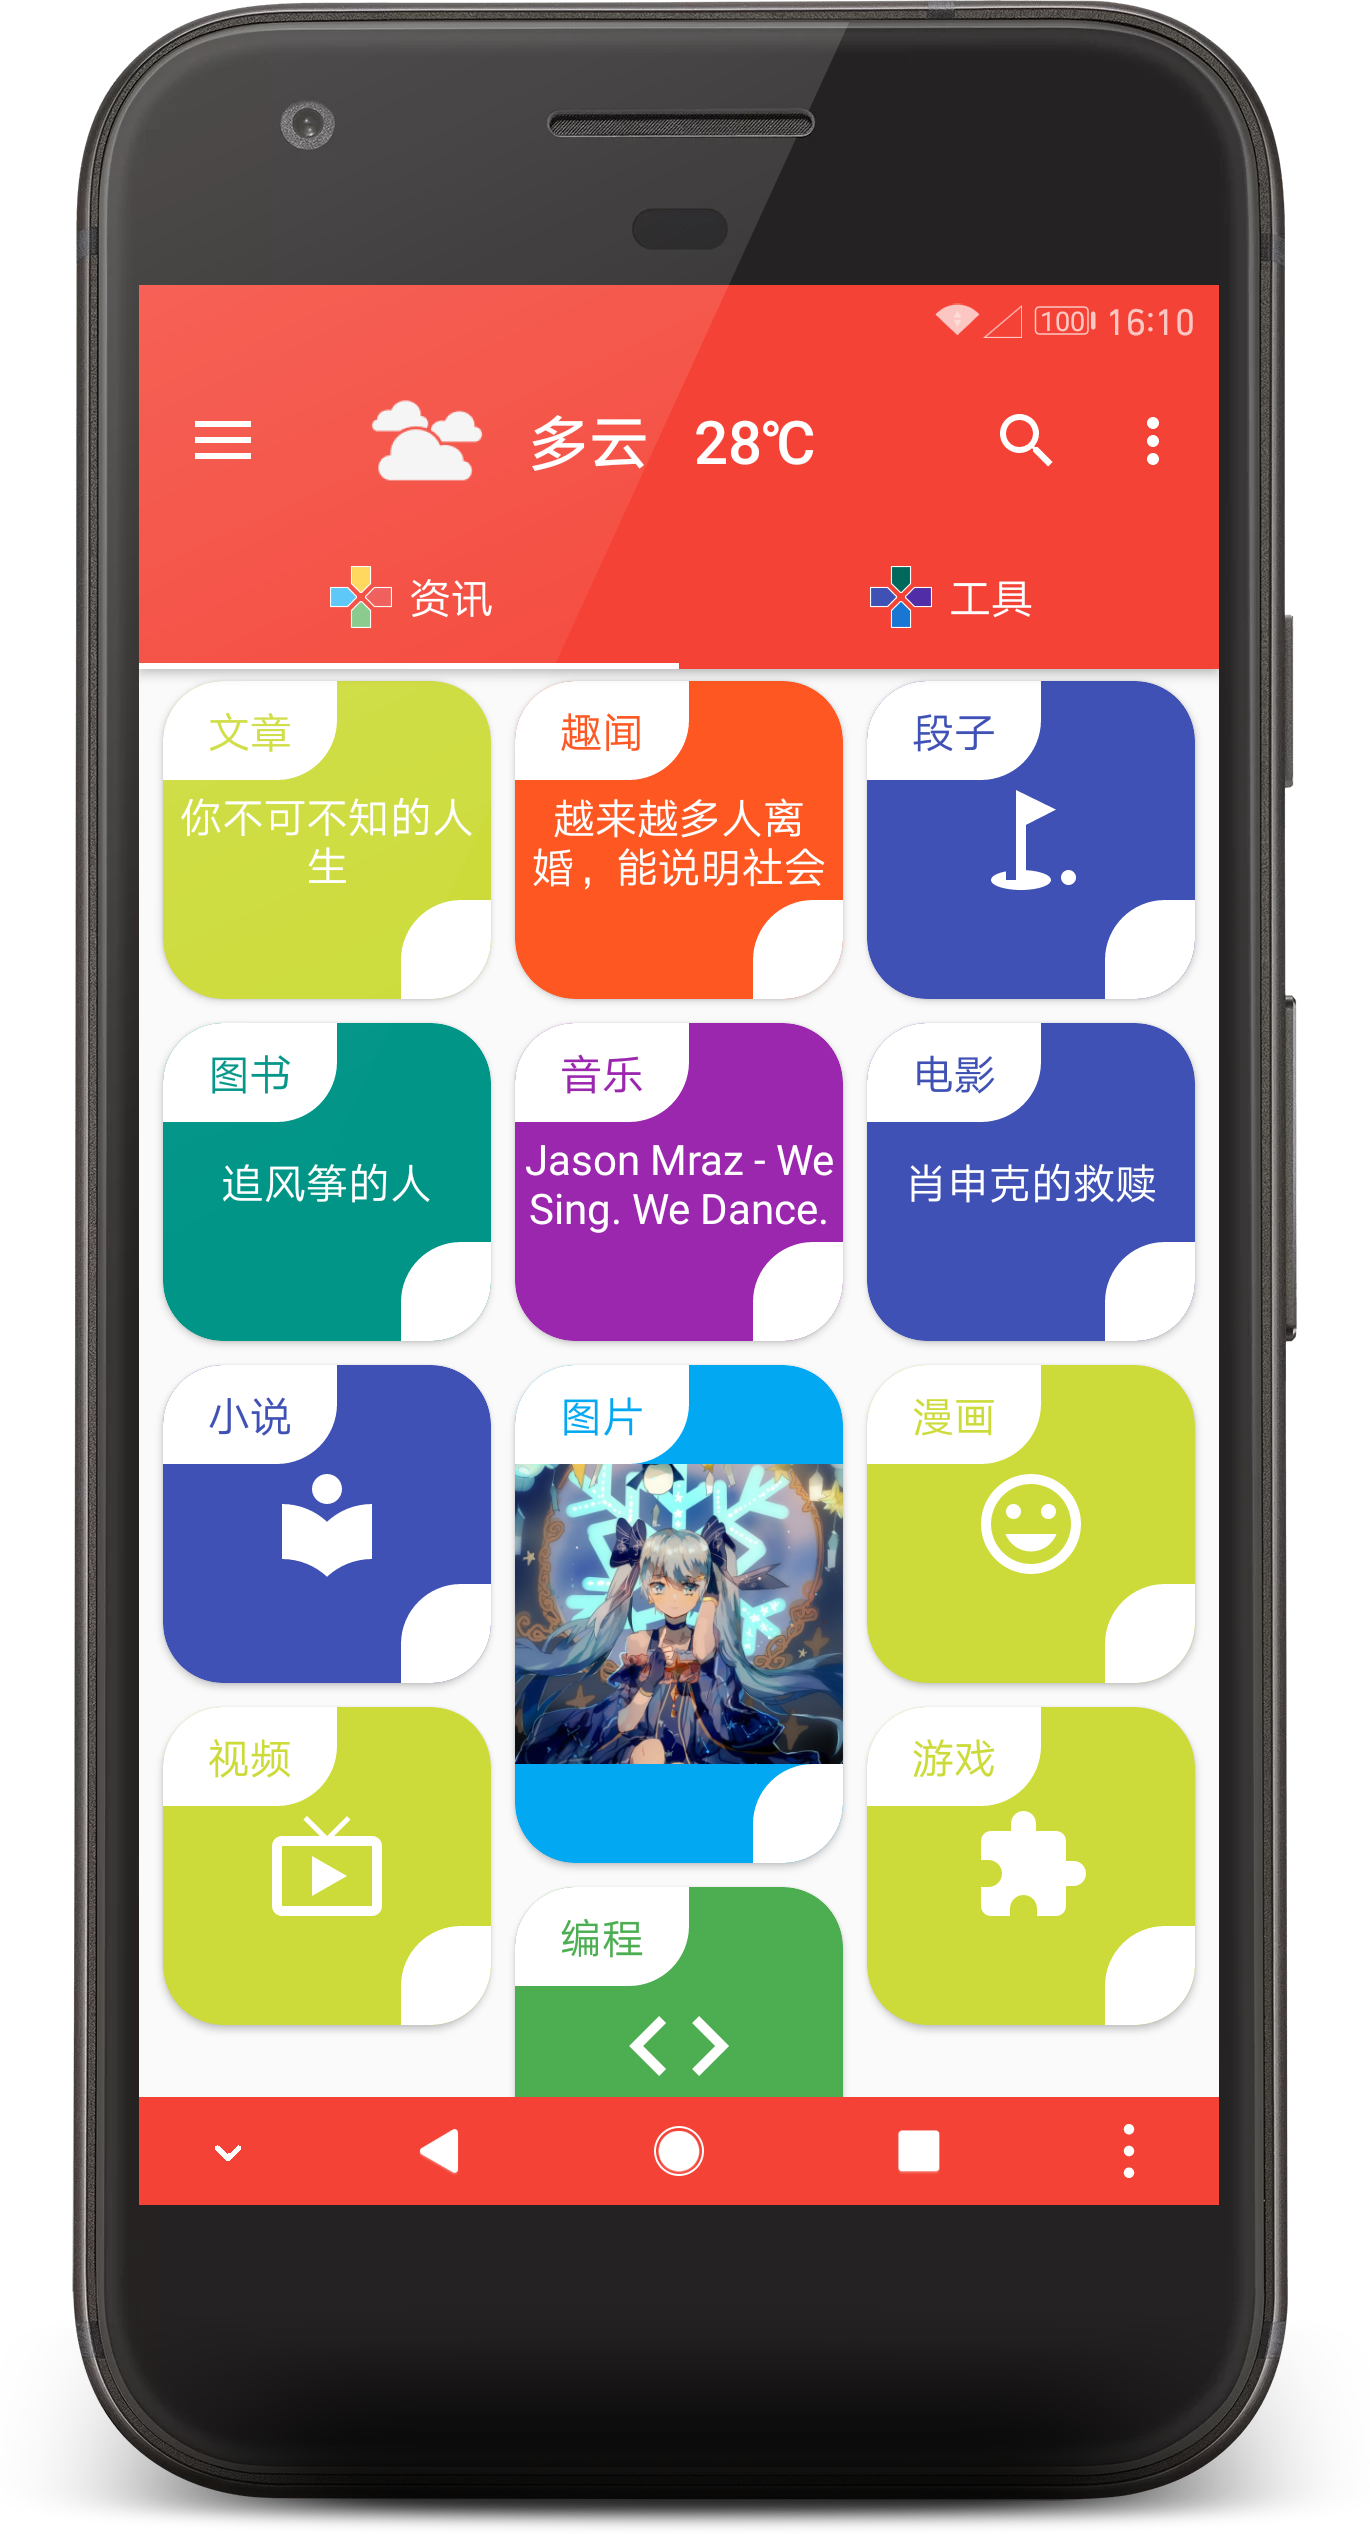 100 16:10
多云 28℃
资讯 工具
文章
你不可不知的人
生
趣闻
越来越多人离
婚，能说明社会
段子
图书
追风筝的人
音乐
Jason Mraz - We
Sing. We Dance.
电影
肖申克的救赎
小说
图片
漫画
视频
游戏
编程